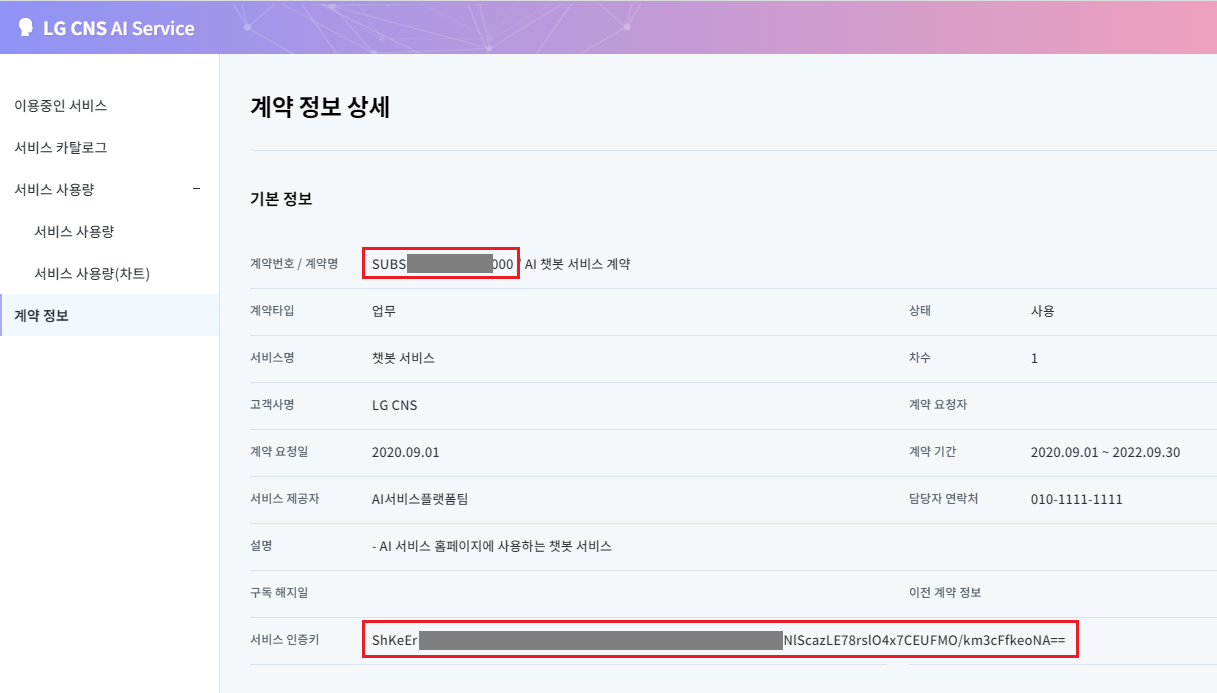 LG CNS AI Service
이용중인 서비스
서비스 카탈로그
서비스 사용량 −
서비스 사용량
서비스 사용량(차트)
계약 정보
계약 정보 상세
기본 정보
계약번호 / 계약명 SUBS 000 / AI 챗봇 서비스 계약
계약타입 업무 상태 사용
서비스명 챗봇 서비스 차수 1
고객사명 LG CNS 계약 요청자
계약 요청일 2020.09.01 계약 기간 2020.09.01 ~ 2022.09.30
서비스 제공자 AI서비스플랫폼팀 담당자 연락처 010-1111-1111
설명 - AI 서비스 홈페이지에 사용하는 챗봇 서비스
구독 해지일 이전 계약 정보
서비스 인증키 ShKeEr NlScazLE78rslO4x7CEUFMO/km3cFfkeoNA==